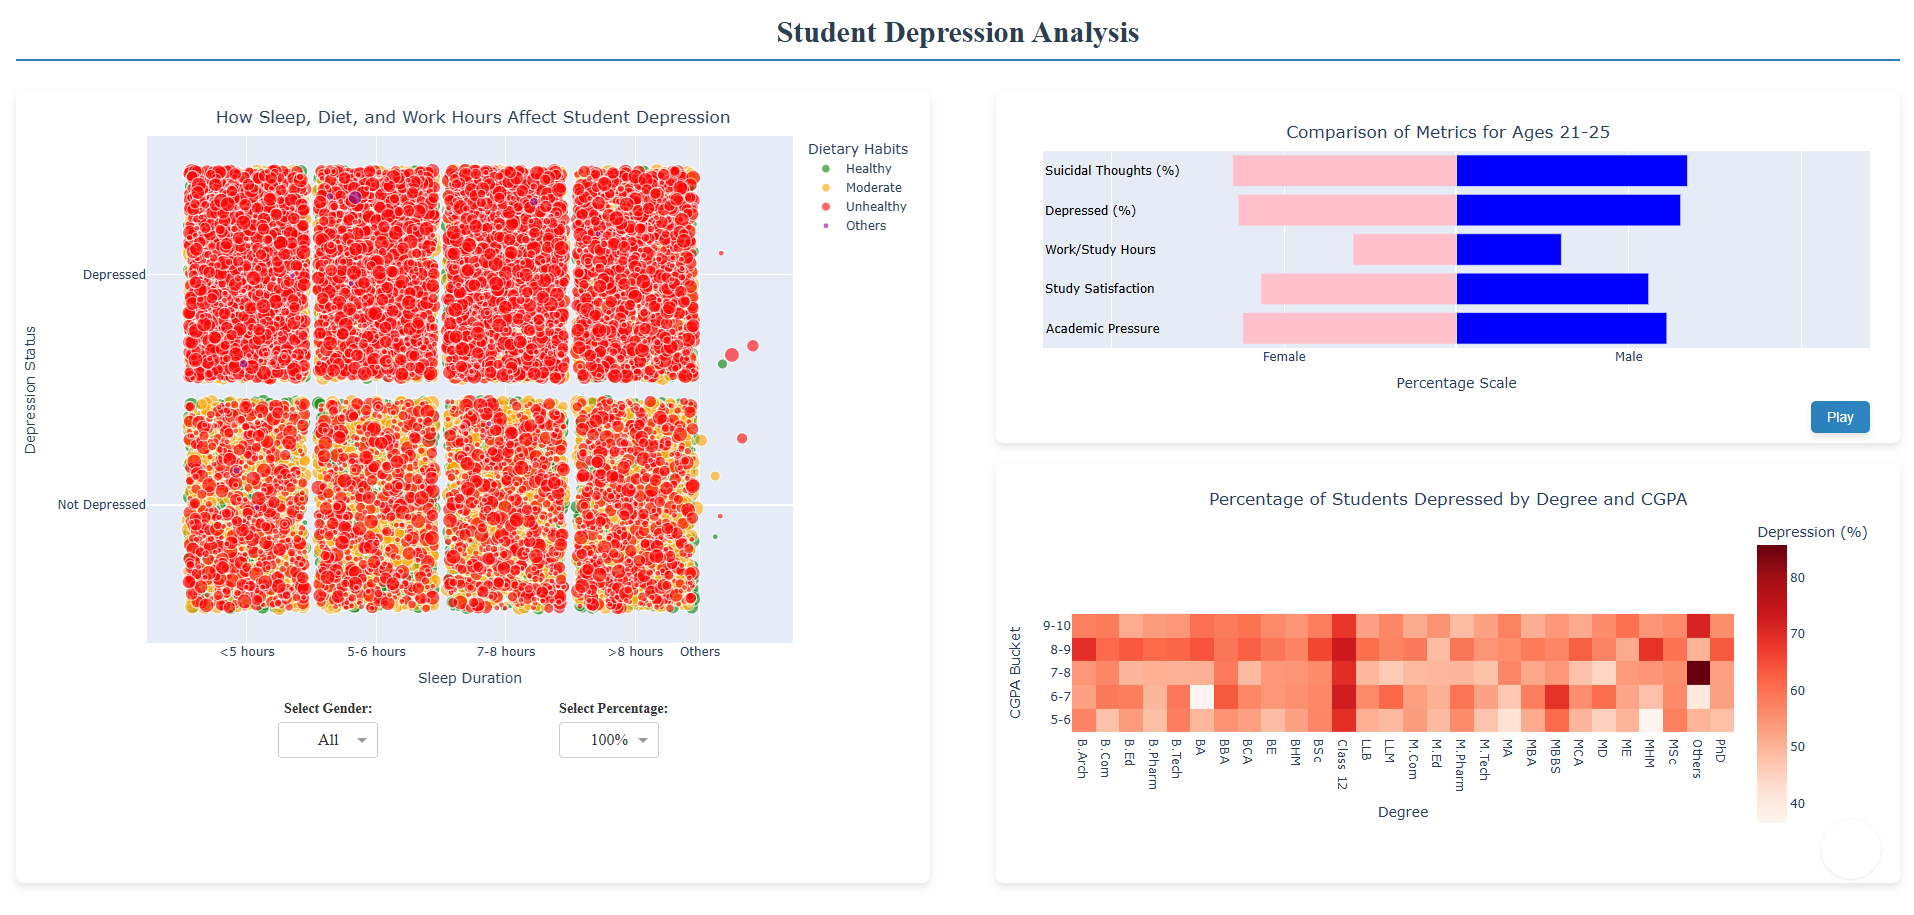 Student Depression Analysis
How Sleep, Diet, and Work Hours Affect Student Depression
Dietary Habits
Healthy
Moderate
Unhealthy
Others
Depression Status
Depressed
Not Depressed
<5 hours
5-6 hours
7-8 hours
>8 hours
Others
Sleep Duration
Select Gender:
All
Select Percentage:
100%
Comparison of Metrics for Ages 21-25
Suicidal Thoughts (%)
Depressed (%)
Work/Study Hours
Study Satisfaction
Academic Pressure
Female
Male
Percentage Scale
Play
Percentage of Students Depressed by Degree and CGPA
Depression (%)
80
70
60
50
40
CGPA Bucket
9-10
8-9
7-8
6-7
5-6
B.Arch
B.Com
B.Ed
B.Pharm
B.Tech
BA
BBA
BCA
BE
BHM
BSc
Class 12
LLB
LLM
M.Com
M.Ed
M.Pharm
M.Tech
MA
MBA
MBBS
MCA
MD
ME
MHM
MSc
Others
PhD
Degree